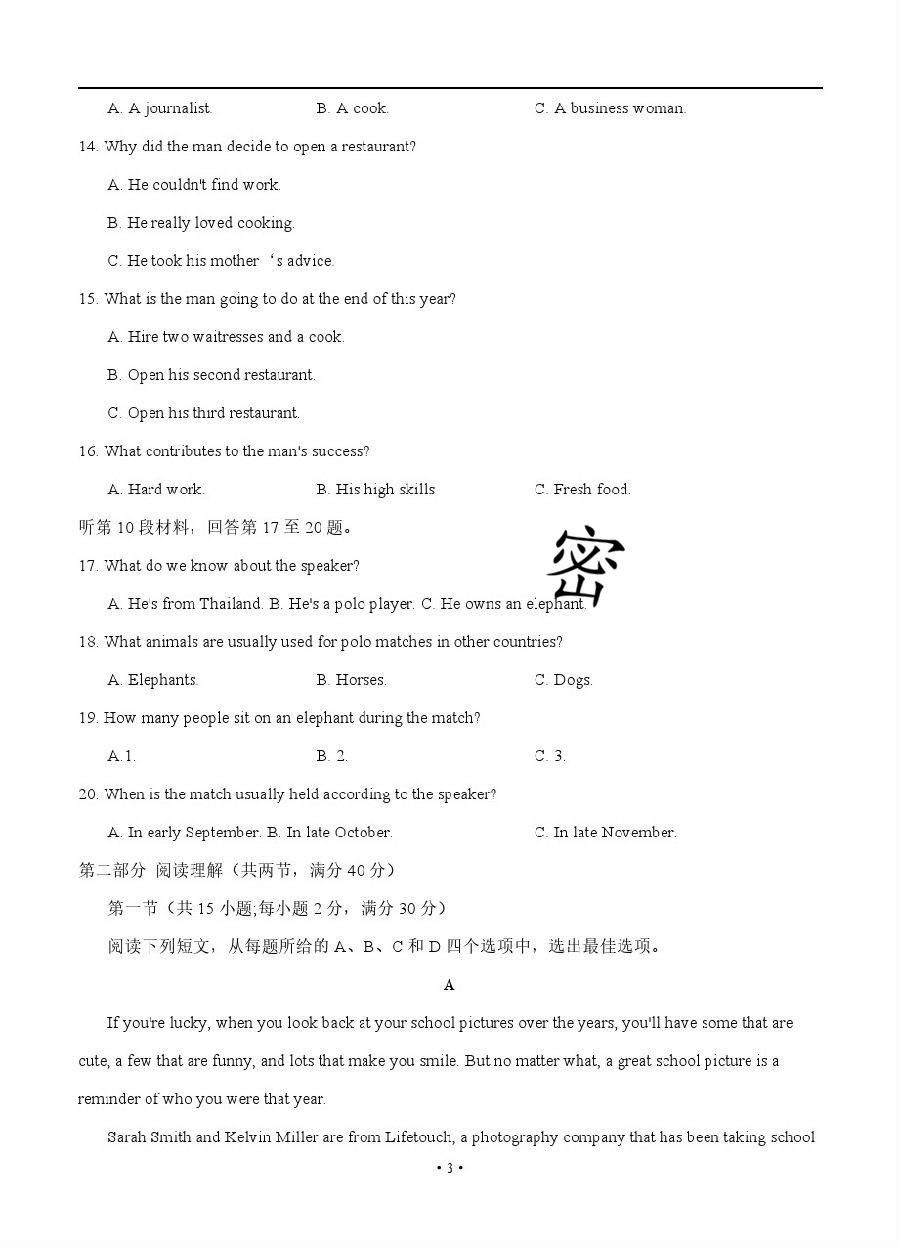 A. A journalist. B. A cook. C. A business woman.
14. Why did the man decide to open a restaurant?
A. He couldn't find work.
B. He really loved cooking.
C. He took his mother ‘s advice.
15. What is the man going to do at the end of this year?
A. Hire two waitresses and a cook.
B. Open his second restaurant.
C. Open his third restaurant.
16. What contributes to the man's success?
A. Hard work. B. His high skills C. Fresh food.
听第 10 段材料，回答第 17 至 20 题。
密
17. What do we know about the speaker?
A. He's from Thailand. B. He's a polo player. C. He owns an elephant.
18. What animals are usually used for polo matches in other countries?
A. Elephants. B. Horses. C. Dogs.
19. How many people sit on an elephant during the match?
A.1. B. 2. C. 3.
20. When is the match usually held according to the speaker?
A. In early September. B. In late October. C. In late November.
第二部分 阅读理解（共两节，满分 40 分）
第一节（共 15 小题;每小题 2 分，满分 30 分）
阅读下列短文，从每题所给的 A、B、C 和 D 四个选项中，选出最佳选项。
A
If you're lucky, when you look back at your school pictures over the years, you'll have some that are
cute, a few that are funny, and lots that make you smile. But no matter what, a great school picture is a
reminder of who you were that year.
Sarah Smith and Kelvin Miller are from Lifetouch, a photography company that has been taking school
• 3 •